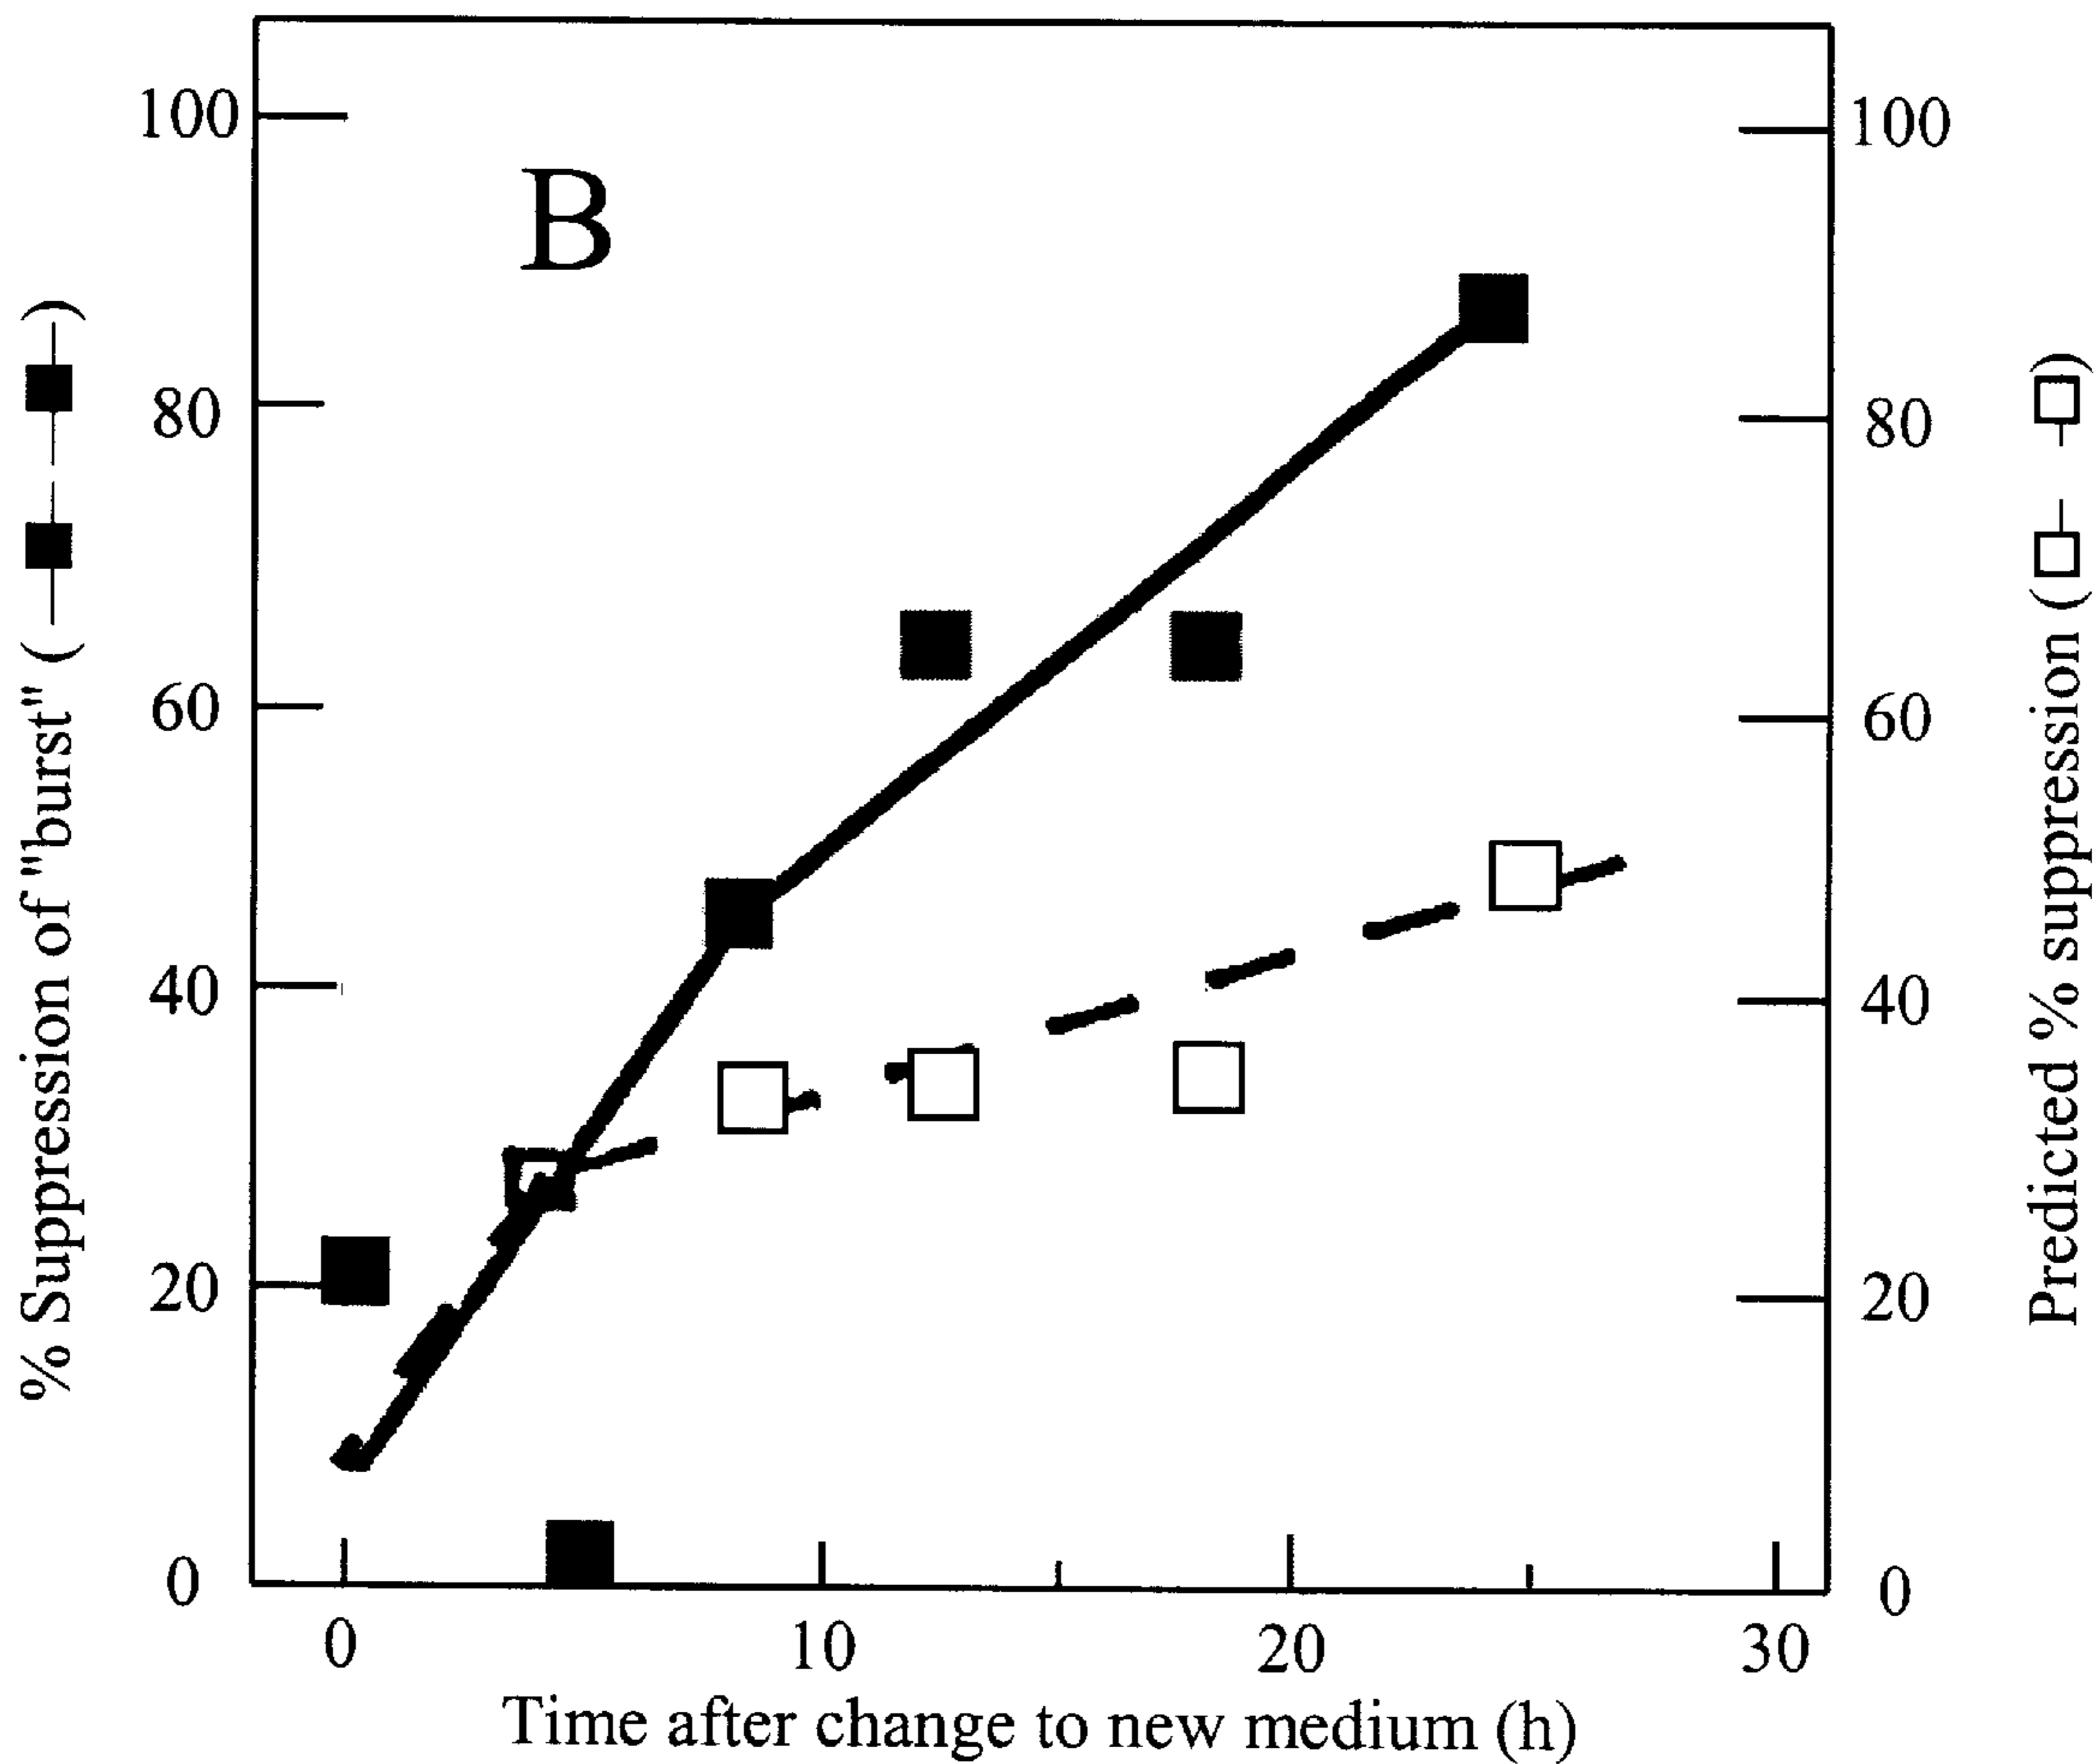 B
100
80
60
40
20
0
% Suppression of "burst" ( )
100
80
60
40
20
0
Predicted % suppression ( )
0 10 20 30
Time after change to new medium (h)